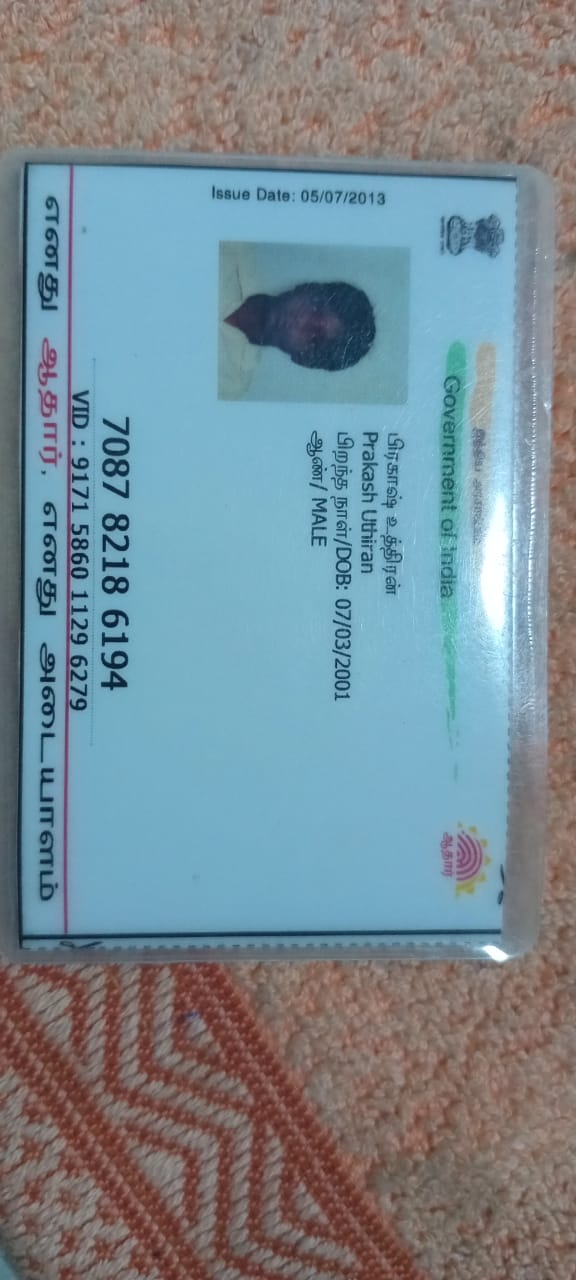 Government of India
Issue Date: 05/07/2013
பிரகாஷ் உத்திரன்
Prakash Uthiran
பிறந்த நாள்/DOB: 07/03/2001
ஆண்/ MALE
ஆதார்
7087 8218 6194
VID : 9171 5860 1129 6279
எனது ஆதார், எனது அடையாளம்